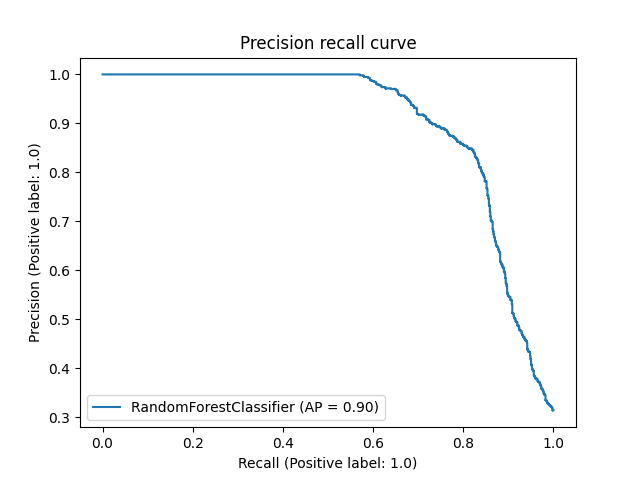 Precision recall curve
1.0
0.9
0.8
0.7
0.6
0.5
0.4
0.3
Precision (Positive label: 1.0)
RandomForestClassifier (AP = 0.90)
0.0 0.2 0.4 0.6 0.8 1.0
Recall (Positive label: 1.0)